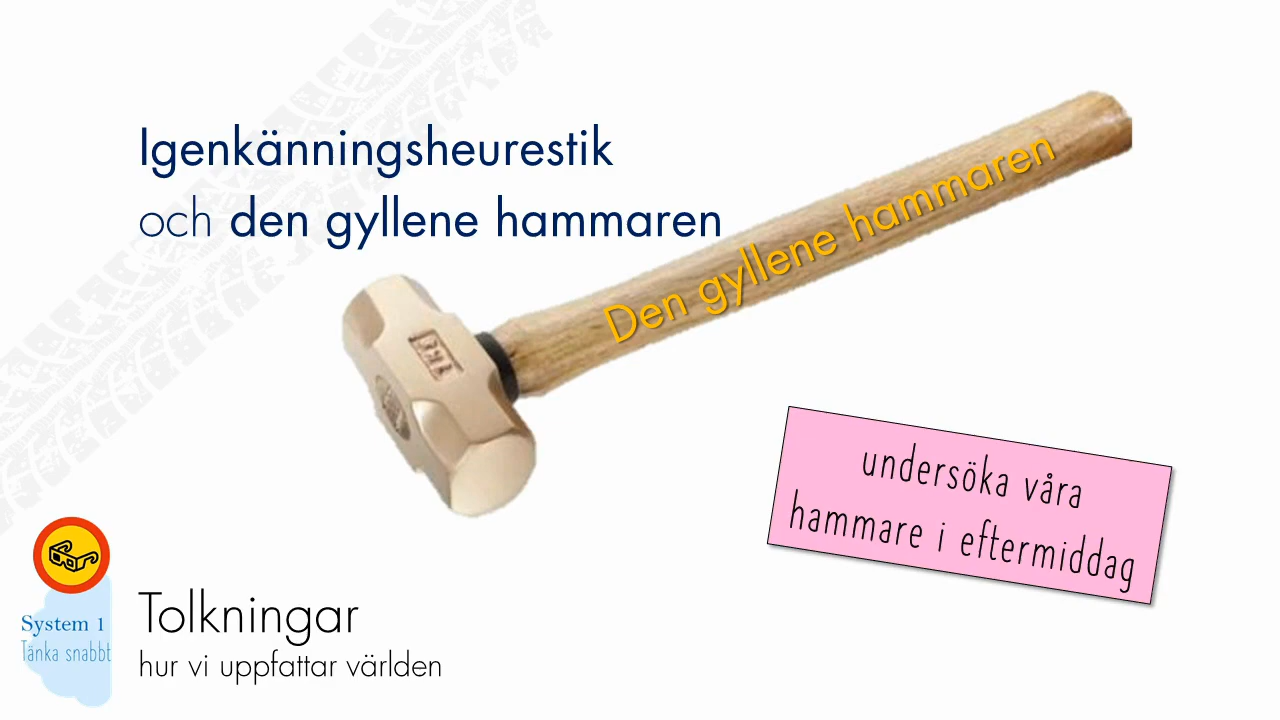 Igenkänningsheurestik
och den gyllene hammaren
Den gyllene hammaren
undersöka våra
hammare i eftermiddag
System 1
Tänka snabbt
Tolkningar
hur vi uppfattar världen